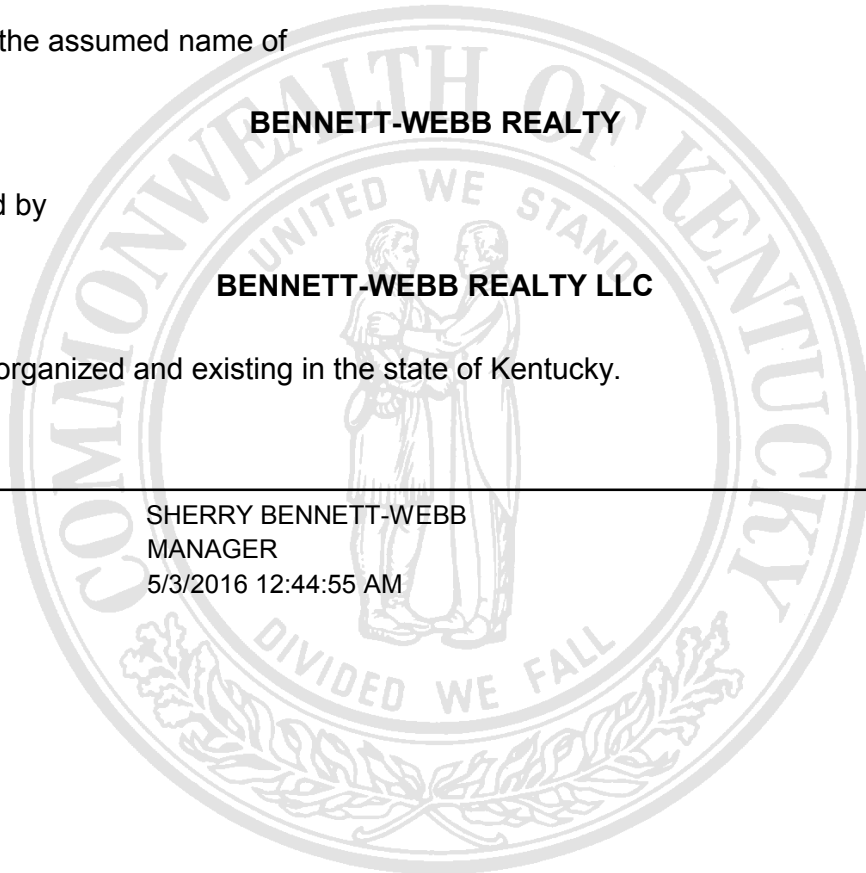 the assumed name of
BENNETT-WEBB REALTY
d by
BENNETT-WEBB REALTY LLC
organized and existing in the state of Kentucky.
SHERRY BENNETT-WEBB
MANAGER
5/3/2016 12:44:55 AM
COMMONWEALTH OF KENTUCKY
UNITED WE STAND
DIVIDED WE FALL